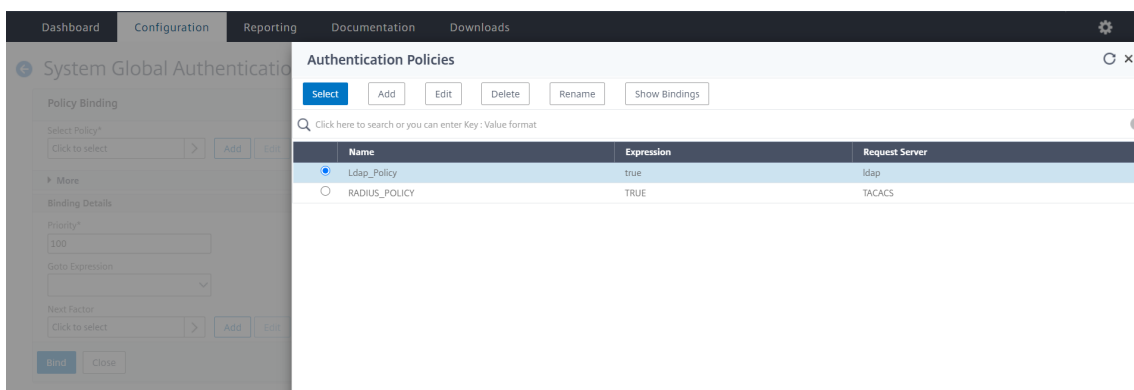 Dashboard Configuration Reporting Documentation Downloads
System Global Authenticatio
Policy Binding
Select Policy*
Click to select Add Edit
More
Binding Details
Priority*
100
Goto Expression
Next Factor
Click to select Add Edit
Bind Close
Authentication Policies
Select Add Edit Delete Rename Show Bindings
Click here to search or you can enter Key : Value format
Name Expression Request Server
Ldap_Policy true ldap
RADIUS_POLICY TRUE TACACS